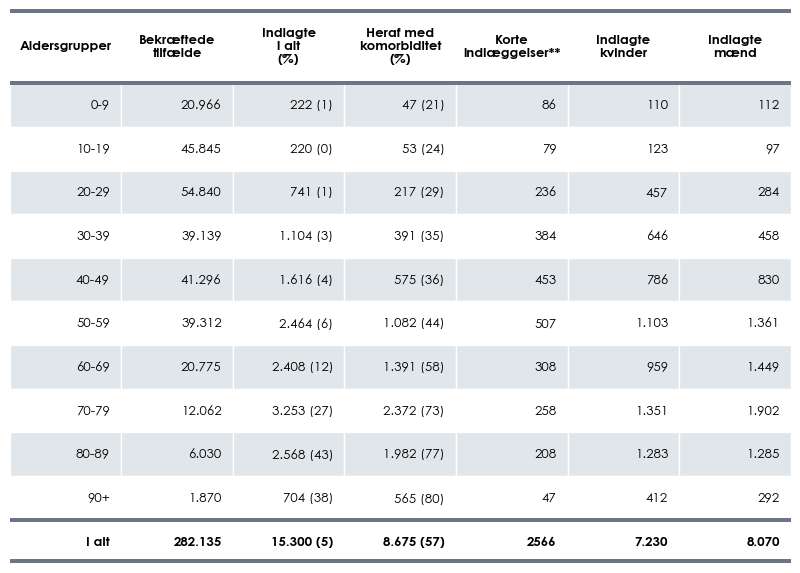 Aldersgrupper Bekræftede tilfælde Indlagte I alt (%) Heraf med komorbiditet (%) Korte indlæggelser** Indlagte kvinder Indlagte mænd
0-9 20.966 222 (1) 47 (21) 86 110 112
10-19 45.845 220 (0) 53 (24) 79 123 97
20-29 54.840 741 (1) 217 (29) 236 457 284
30-39 39.139 1.104 (3) 391 (35) 384 646 458
40-49 41.296 1.616 (4) 575 (36) 453 786 830
50-59 39.312 2.464 (6) 1.082 (44) 507 1.103 1.361
60-69 20.775 2.408 (12) 1.391 (58) 308 959 1.449
70-79 12.062 3.253 (27) 2.372 (73) 258 1.351 1.902
80-89 6.030 2.568 (43) 1.982 (77) 208 1.283 1.285
90+ 1.870 704 (38) 565 (80) 47 412 292
I alt 282.135 15.300 (5) 8.675 (57) 2566 7.230 8.070